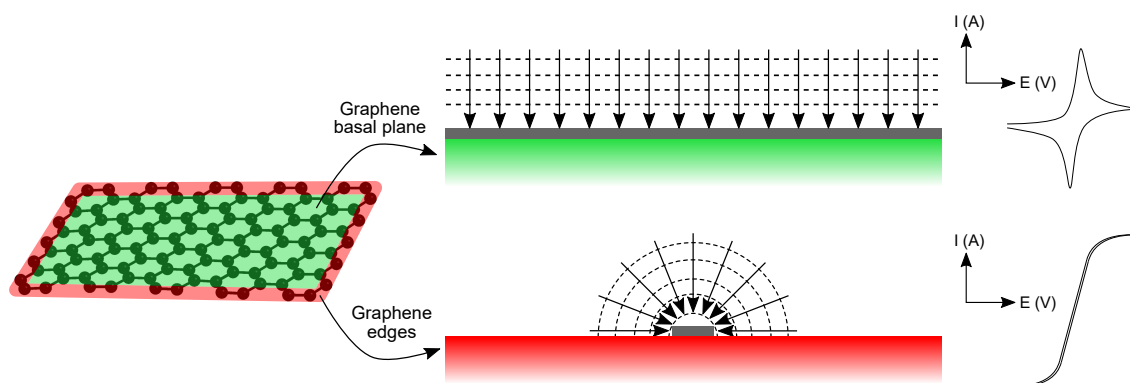 I (A)
E (V)
Graphene
basal plane
I (A)
E (V)
Graphene
edges